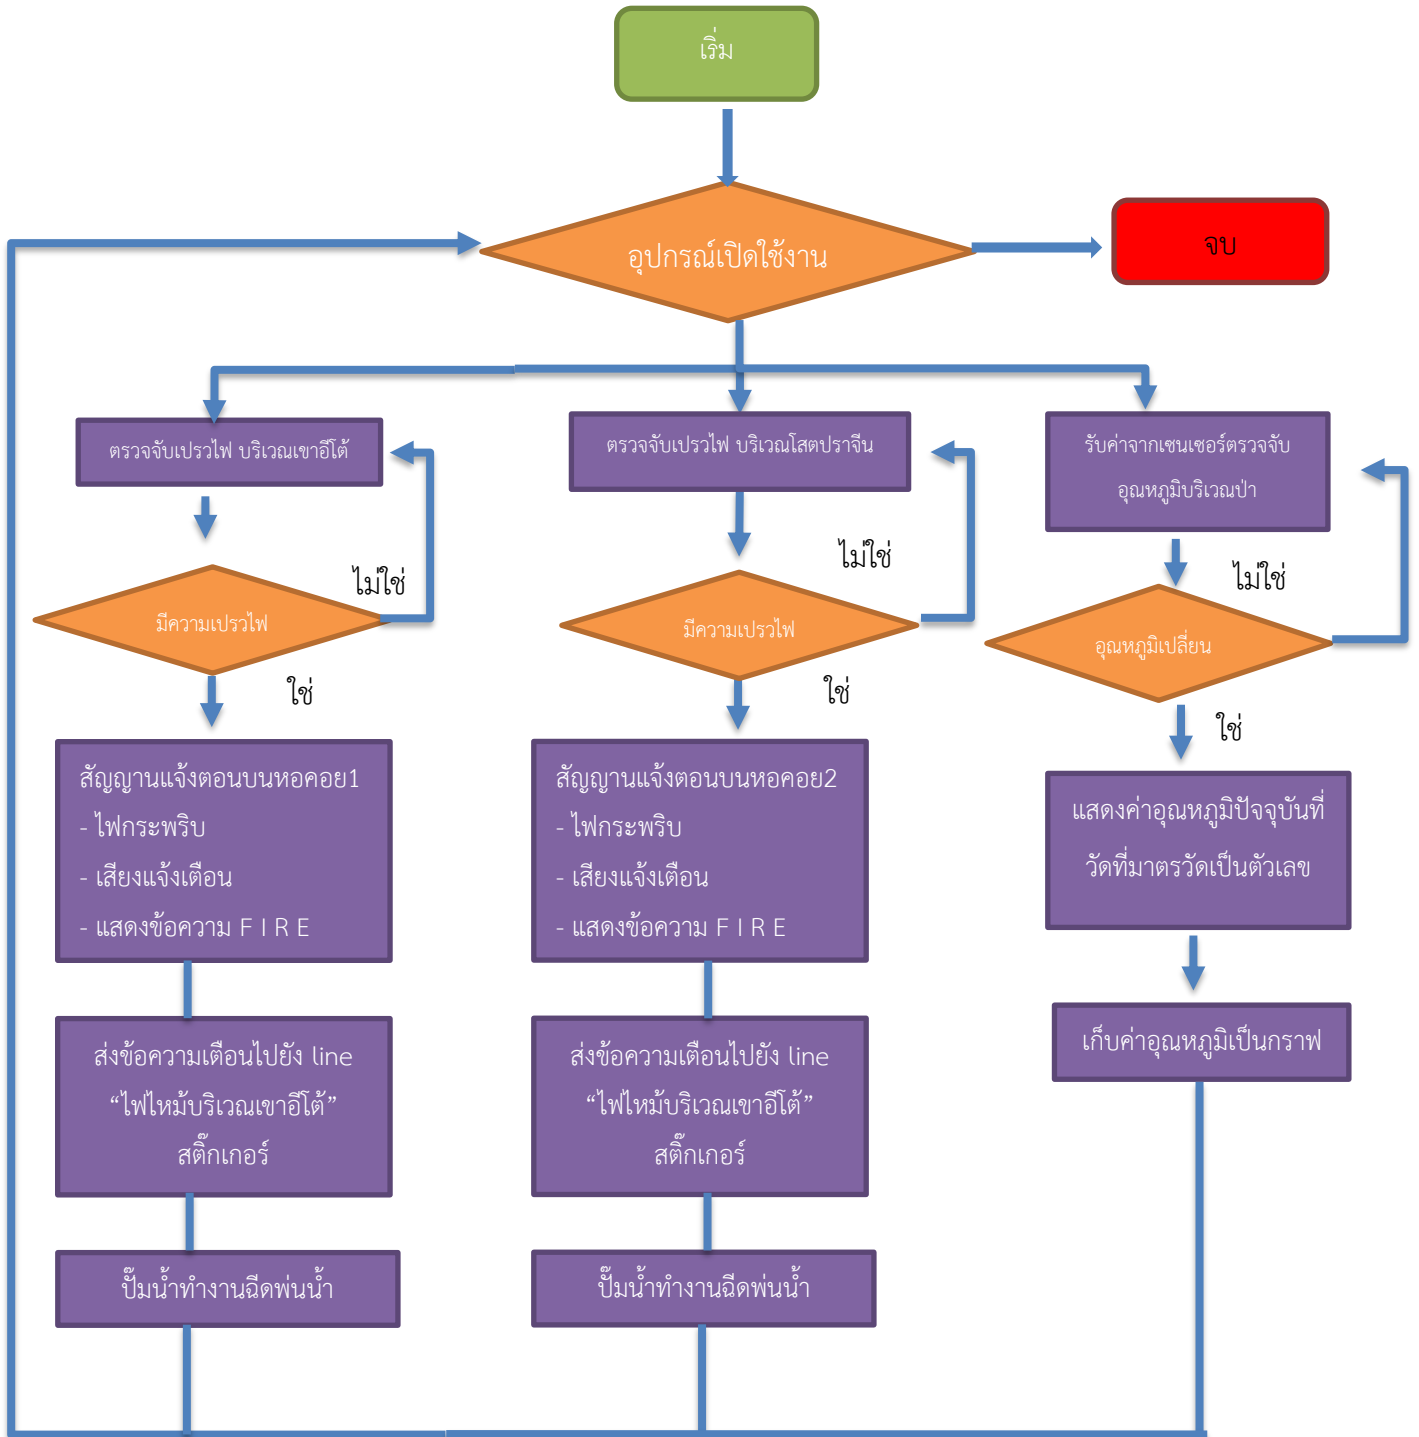 เริ่ม
อุปกรณ์เปิดใช้งาน
จบ
ตรวจจับเปรวไฟ บริเวณเขาอีโต้
ไม่ใช่
มีความเปรวไฟ
ใช่
สัญญานแจ้งตอนบนหอคอย1
- ไฟกระพริบ
- เสียงแจ้งเตือน
- แสดงข้อความ F I R E
ส่งข้อความเตือนไปยัง line
“ไฟไหม้บริเวณเขาอีโต้”
สติ๊กเกอร์
ปั๊มน้ำทำงานฉีดพ่นน้ำ
ตรวจจับเปรวไฟ บริเวณโสตปราจีน
ไม่ใช่
มีความเปรวไฟ
ใช่
สัญญานแจ้งตอนบนหอคอย2
- ไฟกระพริบ
- เสียงแจ้งเตือน
- แสดงข้อความ F I R E
ส่งข้อความเตือนไปยัง line
“ไฟไหม้บริเวณเขาอีโต้”
สติ๊กเกอร์
ปั๊มน้ำทำงานฉีดพ่นน้ำ
รับค่าจากเซนเซอร์ตรวจจับ
อุณหภูมิบริเวณป่า
ไม่ใช่
อุณหภูมิเปลี่ยน
ใช่
แสดงค่าอุณหภูมิปัจจุบันที่
วัดที่มาตรวัดเป็นตัวเลข
เก็บค่าอุณหภูมิเป็นกราฟ